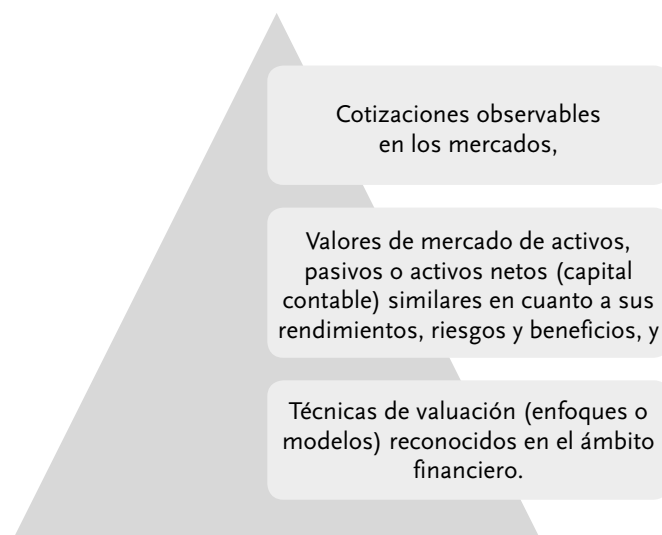 Cotizaciones observables
en los mercados,
Valores de mercado de activos,
pasivos o activos netos (capital
contable) similares en cuanto a sus
rendimientos, riesgos y beneficios, y
Técnicas de valuación (enfoques o
modelos) reconocidos en el ámbito
financiero.